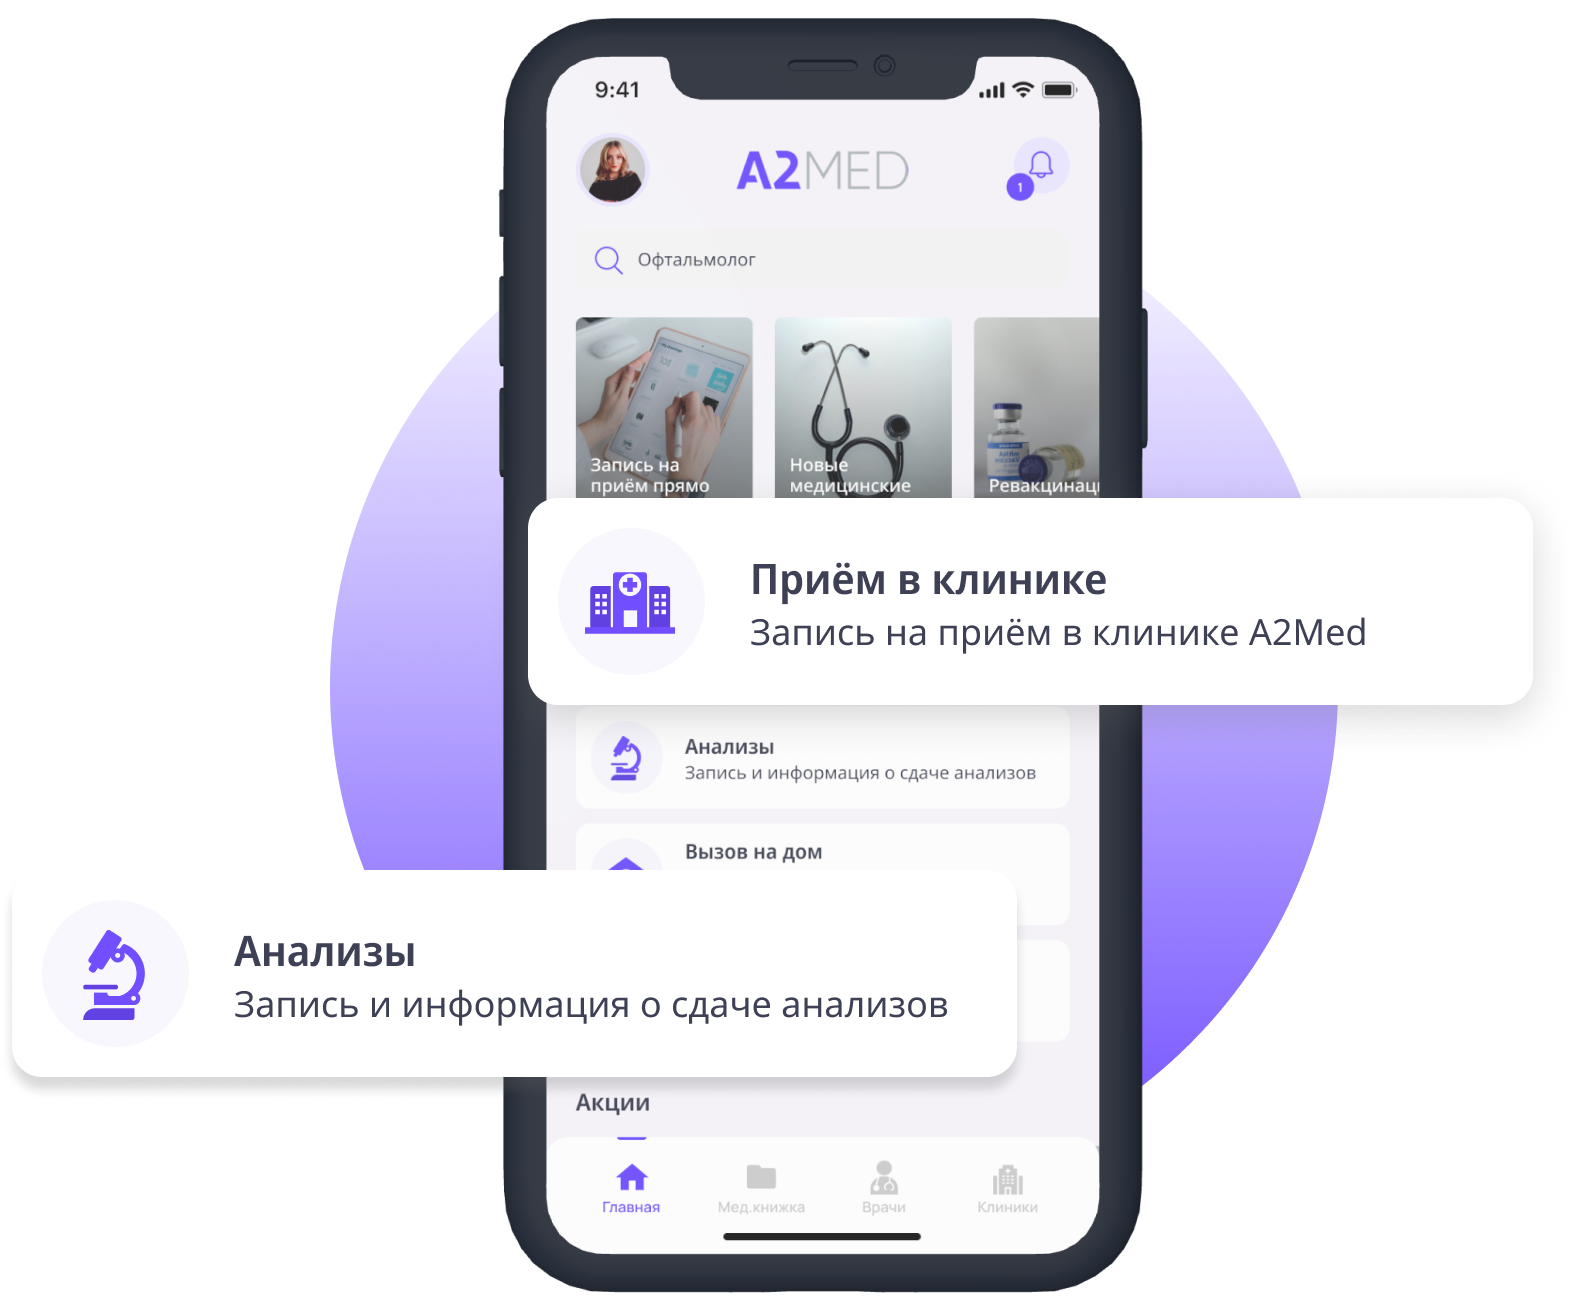 9:41
A2MED
1
Офтальмолог
Запись на
приём прямо
Новые
медицинские
Ревакцинац
Приём в клинике
Запись на приём в клинике A2Med
Анализы
Запись и информация о сдаче анализов
Вызов на дом
Анализы
Запись и информация о сдаче анализов
Акции
Главная
Мед.книжка
Врачи
Клиники